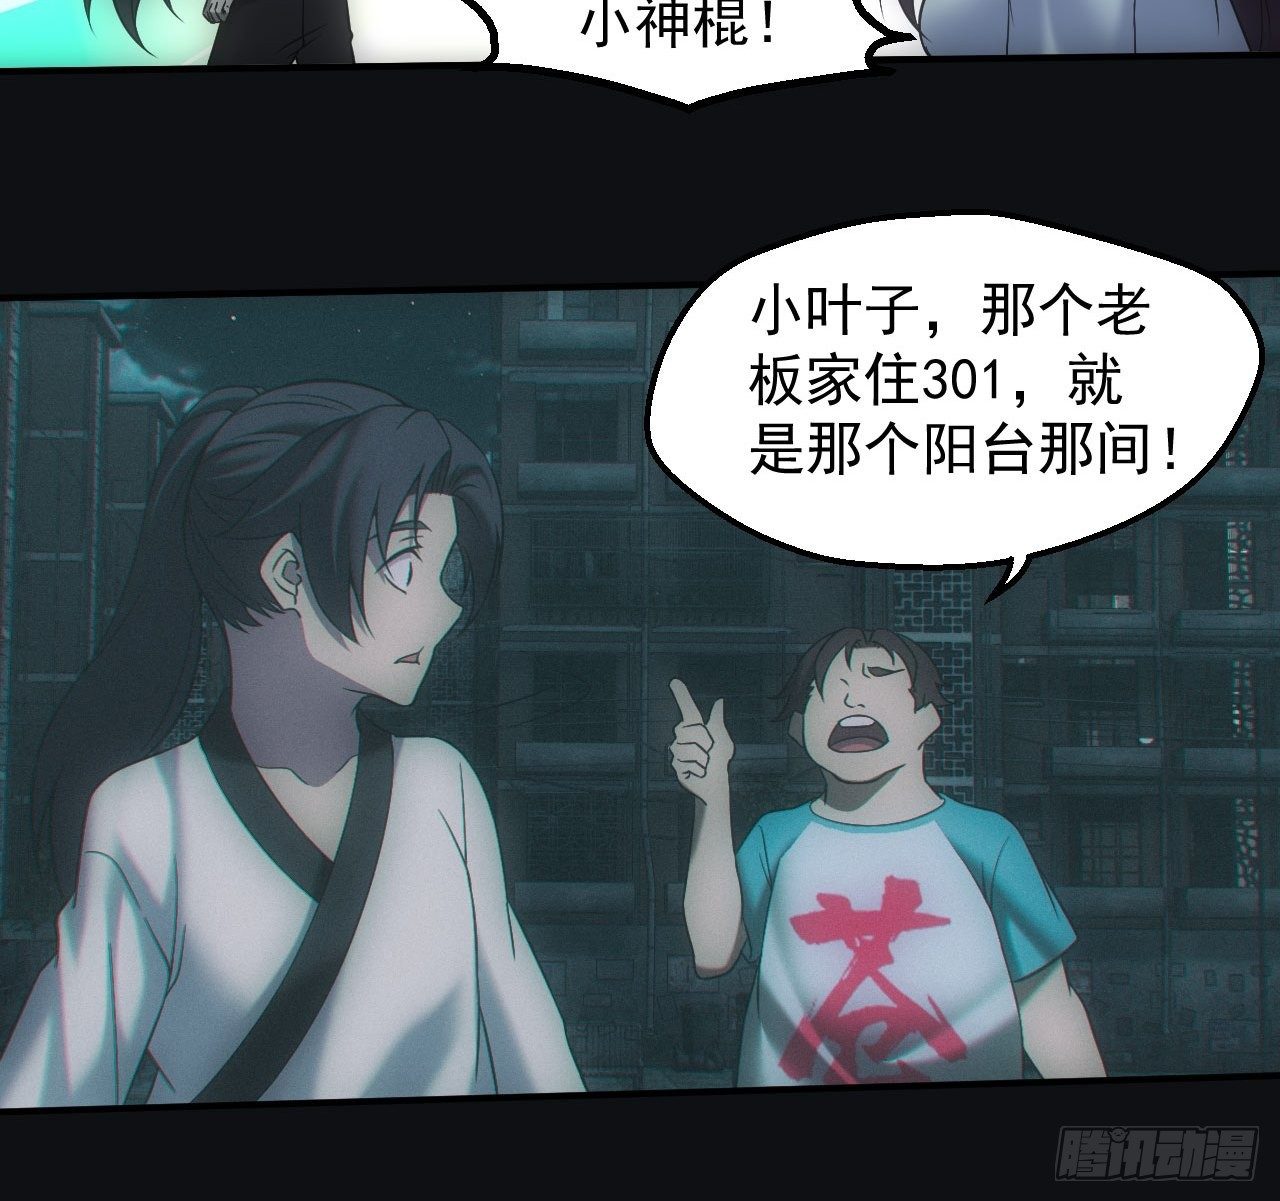 小神棍！
小叶子，那个老
板家住301，就
是那个阳台那间！
腾讯动漫